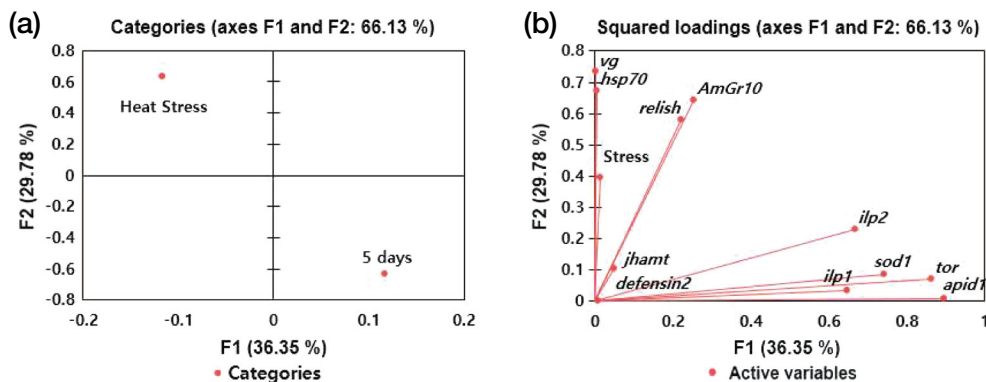 (a)
Categories (axes F1 and F2: 66.13 %)
0.8
0.6
0.4
0.2
0
-0.2
-0.4
-0.6
-0.8
F2 (29.78 %)
Heat Stress
5 days
-0.2
-0.1
0
0.1
0.2
F1 (36.35 %)
Categories
(b)
Squared loadings (axes F1 and F2: 66.13 %)
0.8
0.7
0.6
0.5
0.4
0.3
0.2
0.1
0
F2 (29.78 %)
vg
hsp70
AmGr10
relish
Stress
ilp2
jhamt
sod1
tor
defensin2
ilp1
apid1
0
0.2
0.4
0.6
0.8
1
F1 (36.35 %)
Active variables